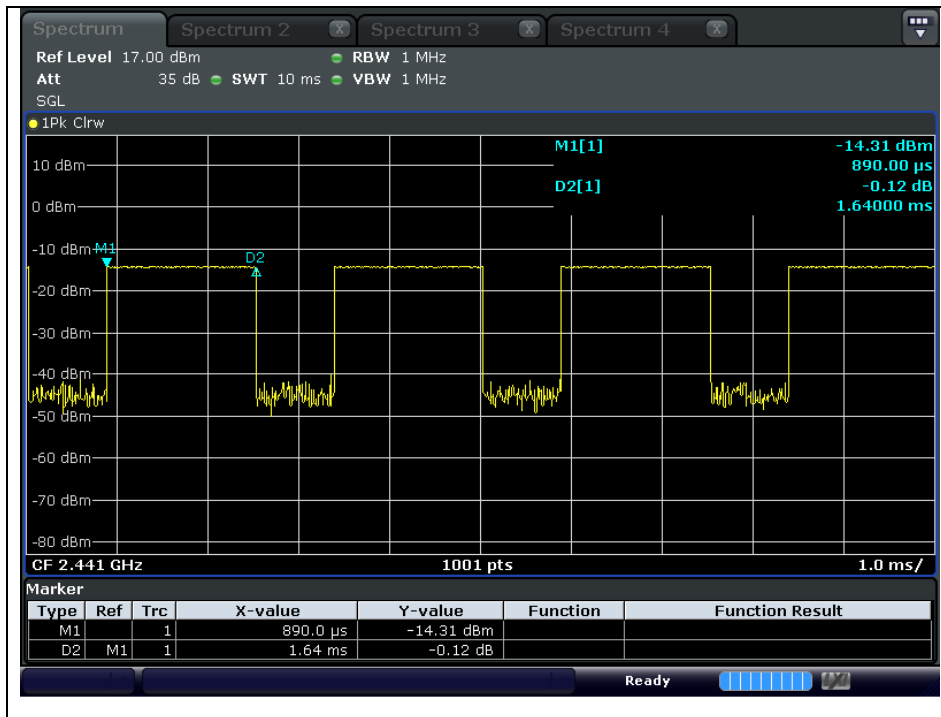 Spectrum Spectrum 2 X Spectrum 3 X Spectrum 4 X
Ref Level 17.00 dBm RBW 1 MHz
Att 35 dB SWT 10 ms VBW 1 MHz
SGL
1Pk Clrw
M1[1] -14.31 dBm
890.00 µs
D2[1] -0.12 dB
1.64000 ms
10 dBm
0 dBm
-10 dBm
M1
D2
-20 dBm
-30 dBm
-40 dBm
-50 dBm
-60 dBm
-70 dBm
-80 dBm
CF 2.441 GHz 1001 pts 1.0 ms/
Marker
Type Ref Trc X-value Y-value Function Function Result
M1 1 890.0 µs -14.31 dBm
D2 M1 1 1.64 ms -0.12 dB
Ready